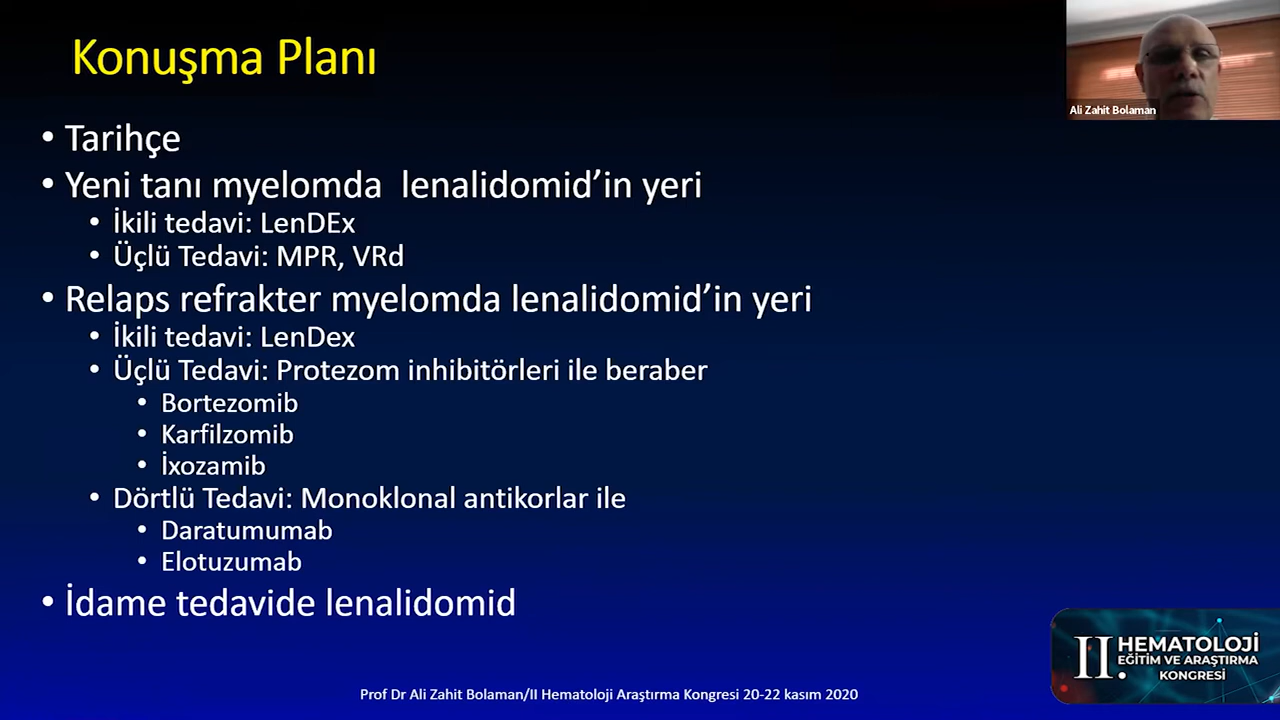 Konuşma Planı
Ali Zahit Bolaman
• Tarihçe
• Yeni tanı myelomda lenalidomid’in yeri
• İkili tedavi: LenDEx
• Üçlü Tedavi: MPR, VRd
• Relaps refrakter myelomda lenalidomid’in yeri
• İkili tedavi: LenDex
• Üçlü Tedavi: Protezom inhibitörleri ile beraber
• Bortezomib
• Karfilzomib
• İxozamib
• Dörtlü Tedavi: Monoklonal antikorlar ile
• Daratumumab
• Elotuzumab
• İdame tedavide lenalidomid
II. HEMATOLOJİ
EĞİTİM VE ARAŞTIRMA
KONGRESİ
Prof Dr Ali Zahit Bolaman/II Hematoloji Araştırma Kongresi 20-22 kasım 2020